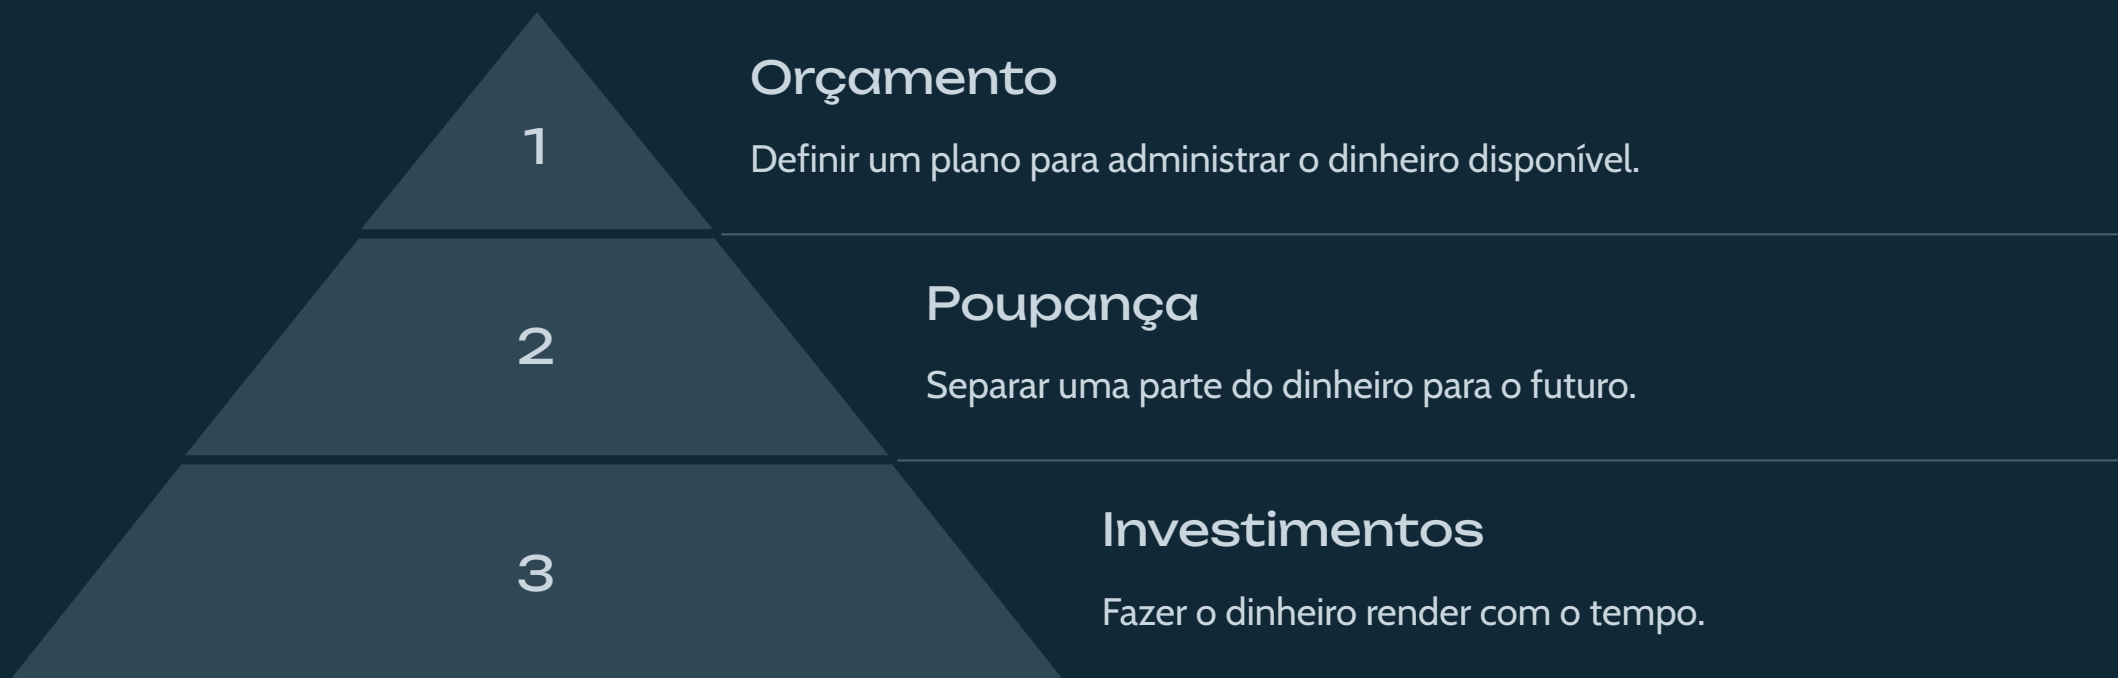 1
Orçamento
Definir um plano para administrar o dinheiro disponível.
2
Poupança
Separar uma parte do dinheiro para o futuro.
3
Investimentos
Fazer o dinheiro render com o tempo.